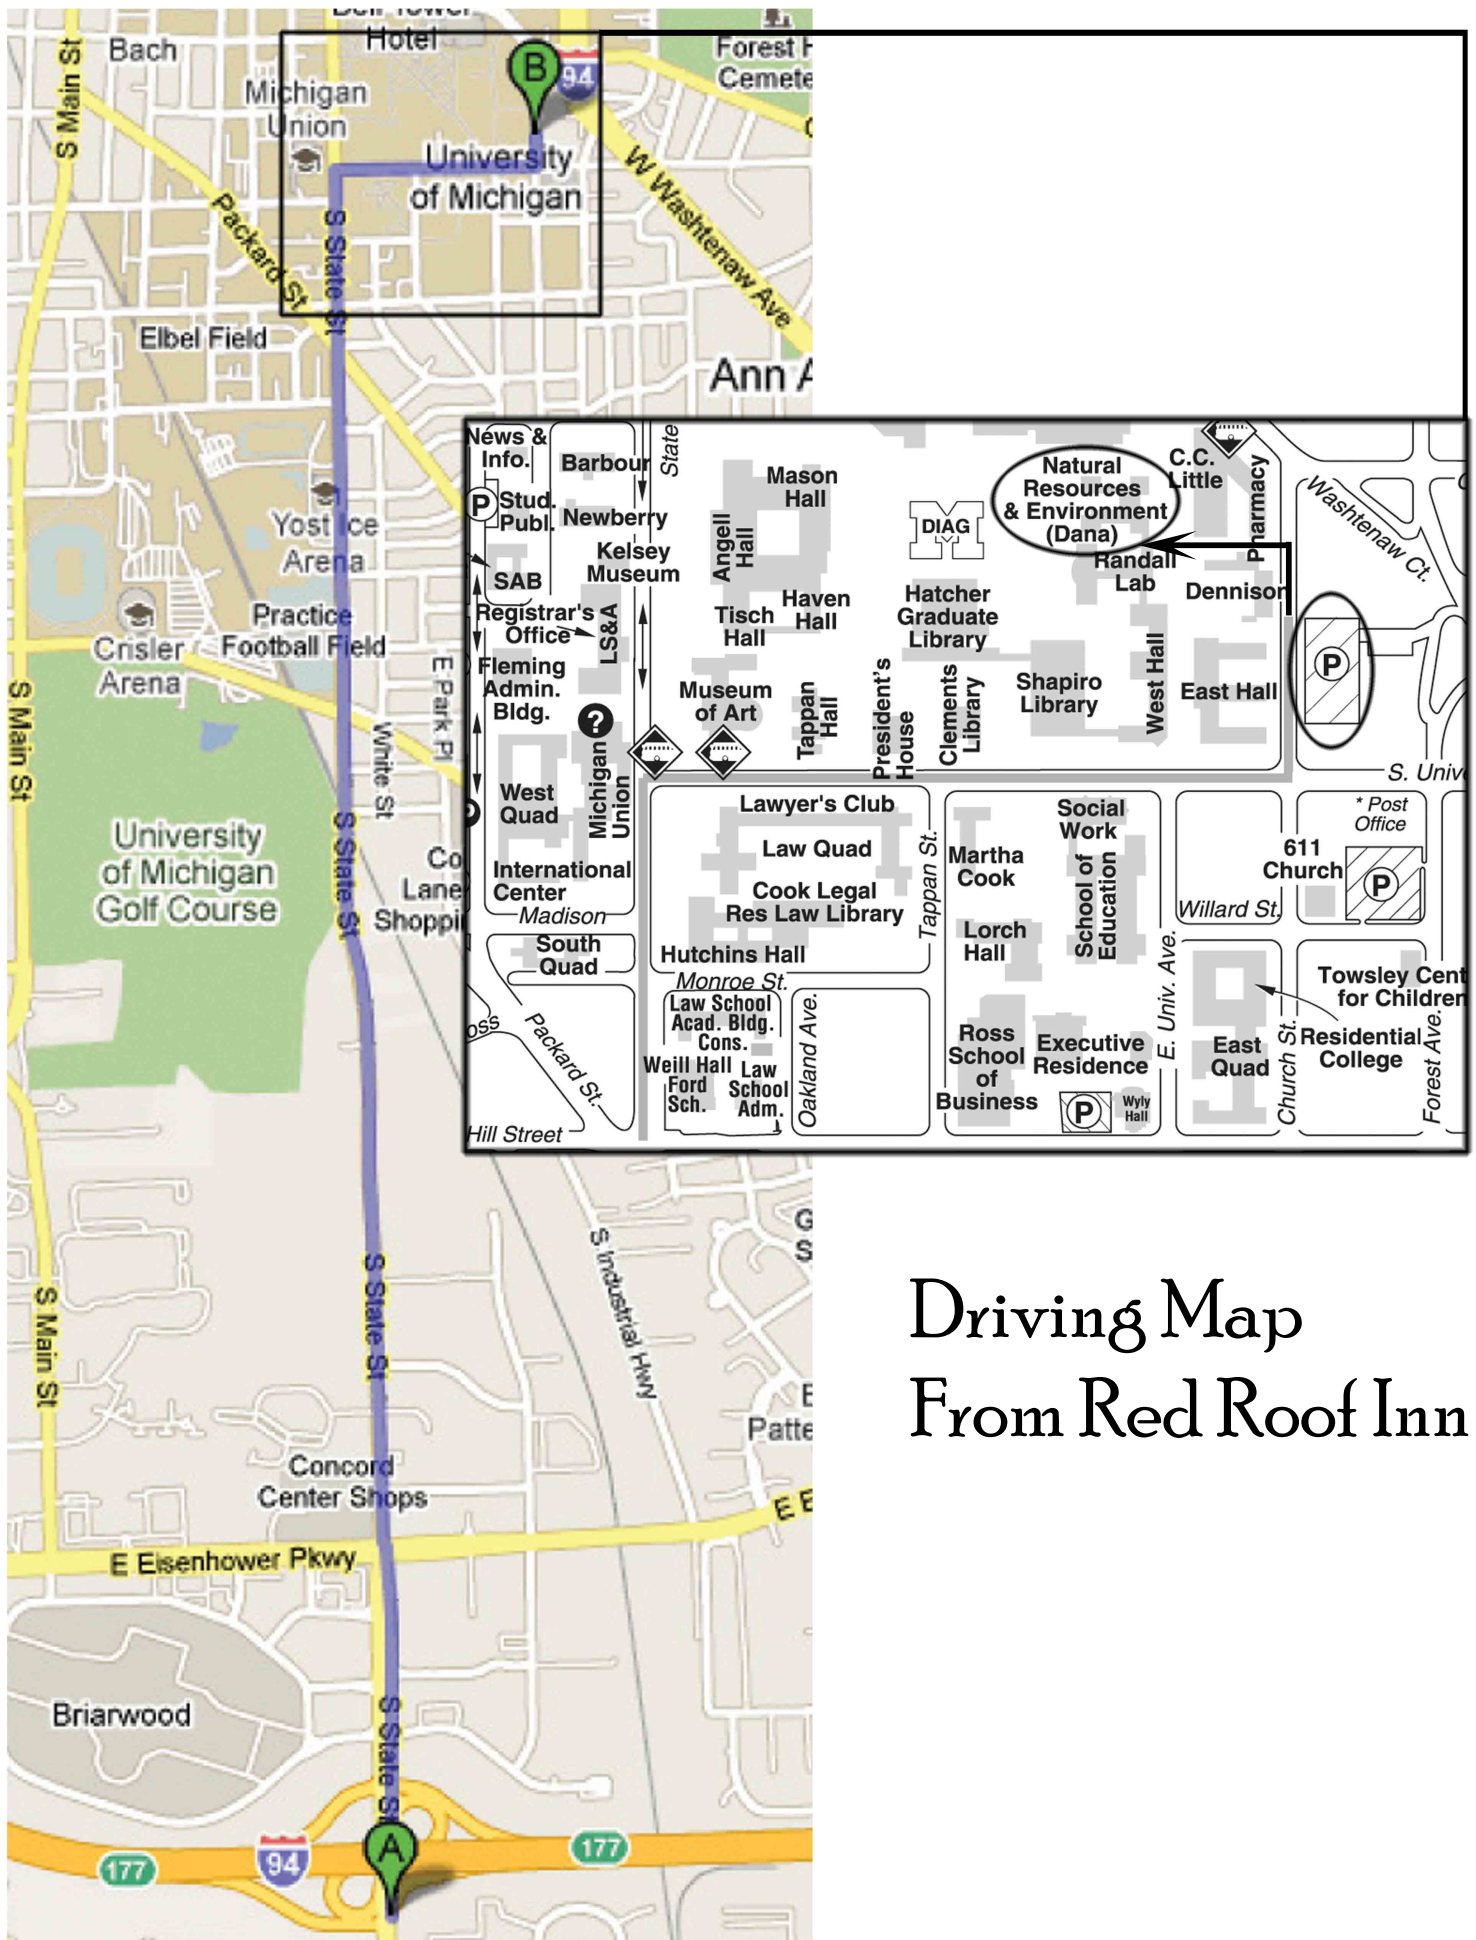 Hotel
Bach
Forest
Cemete
S Main St
Michigan
Union
B
94
University
of Michigan
W Washtenaw Ave
Packard St
S State St
Elbel Field
Ann A
Yost Ice
Arena
Practice
Football Field
Crisler
Arena
E Park Pl
White St
S Main St
University
of Michigan
Golf Course
S State St
Co
Lane
Shoppi
News &
Info.
Barbour
State
Mason
Hall
Natural
Resources
& Environment
(Dana)
C.C.
Little
Pharmacy
Washtenaw Ct.
P
Stud.
Publ.
Newberry
Angell
Hall
DIAG
Kelsey
Museum
SAB
Randall
Lab
Dennison
Registrar's
Office
LS&A
Tisch
Hall
Haven
Hall
Hatcher
Graduate
Library
P
Fleming
Admin.
Bldg.
Museum
of Art
Tappan
Hall
President's
House
Clements
Library
Shapiro
Library
West Hall
East Hall
?
S. Unive
West
Quad
Michigan
Union
Lawyer's Club
Social
Work
* Post
Office
Law Quad
Tappan St.
Martha
Cook
School of
Education
611
Church
P
International
Center
Madison
Cook Legal
Res Law Library
Willard St.
South
Quad
Hutchins Hall
Lorch
Hall
E. Univ. Ave.
Monroe St.
Towsley Cent
for Children
oss
Packard St.
Law School
Acad. Bldg.
Cons.
Oakland Ave.
Ross
School
of
Business
Executive
Residence
East
Quad
Church St.
Residential
College
Forest Ave.
Weill Hall
Ford
Sch.
Law
School
Adm.
P
Wyly
Hall
Hill Street
S Main St
S State St
S Industrial Hwy
G
S
Patte
Driving Map
From Red Roof Inn
Concord
Center Shops
E Eisenhower Pkwy
E E
Briarwood
S State St
A
177
94
177